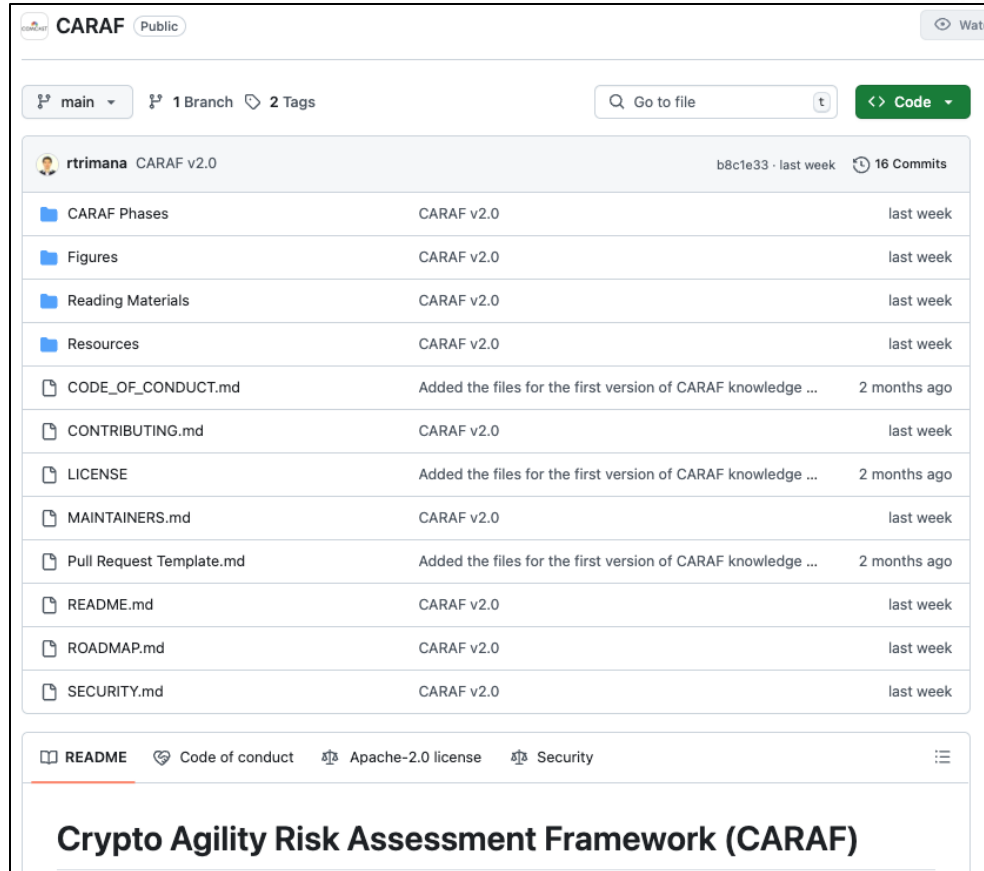 COMCAST CARAF Public Wat
main 1 Branch 2 Tags Go to file t <> Code
rtrimana CARAF v2.0 b8c1e33 · last week 16 Commits
CARAF Phases CARAF v2.0 last week
Figures CARAF v2.0 last week
Reading Materials CARAF v2.0 last week
Resources CARAF v2.0 last week
CODE_OF_CONDUCT.md Added the files for the first version of CARAF knowledge ... 2 months ago
CONTRIBUTING.md CARAF v2.0 last week
LICENSE Added the files for the first version of CARAF knowledge ... 2 months ago
MAINTAINERS.md CARAF v2.0 last week
Pull Request Template.md Added the files for the first version of CARAF knowledge ... 2 months ago
README.md CARAF v2.0 last week
ROADMAP.md CARAF v2.0 last week
SECURITY.md CARAF v2.0 last week
README Code of conduct Apache-2.0 license Security
Crypto Agility Risk Assessment Framework (CARAF)